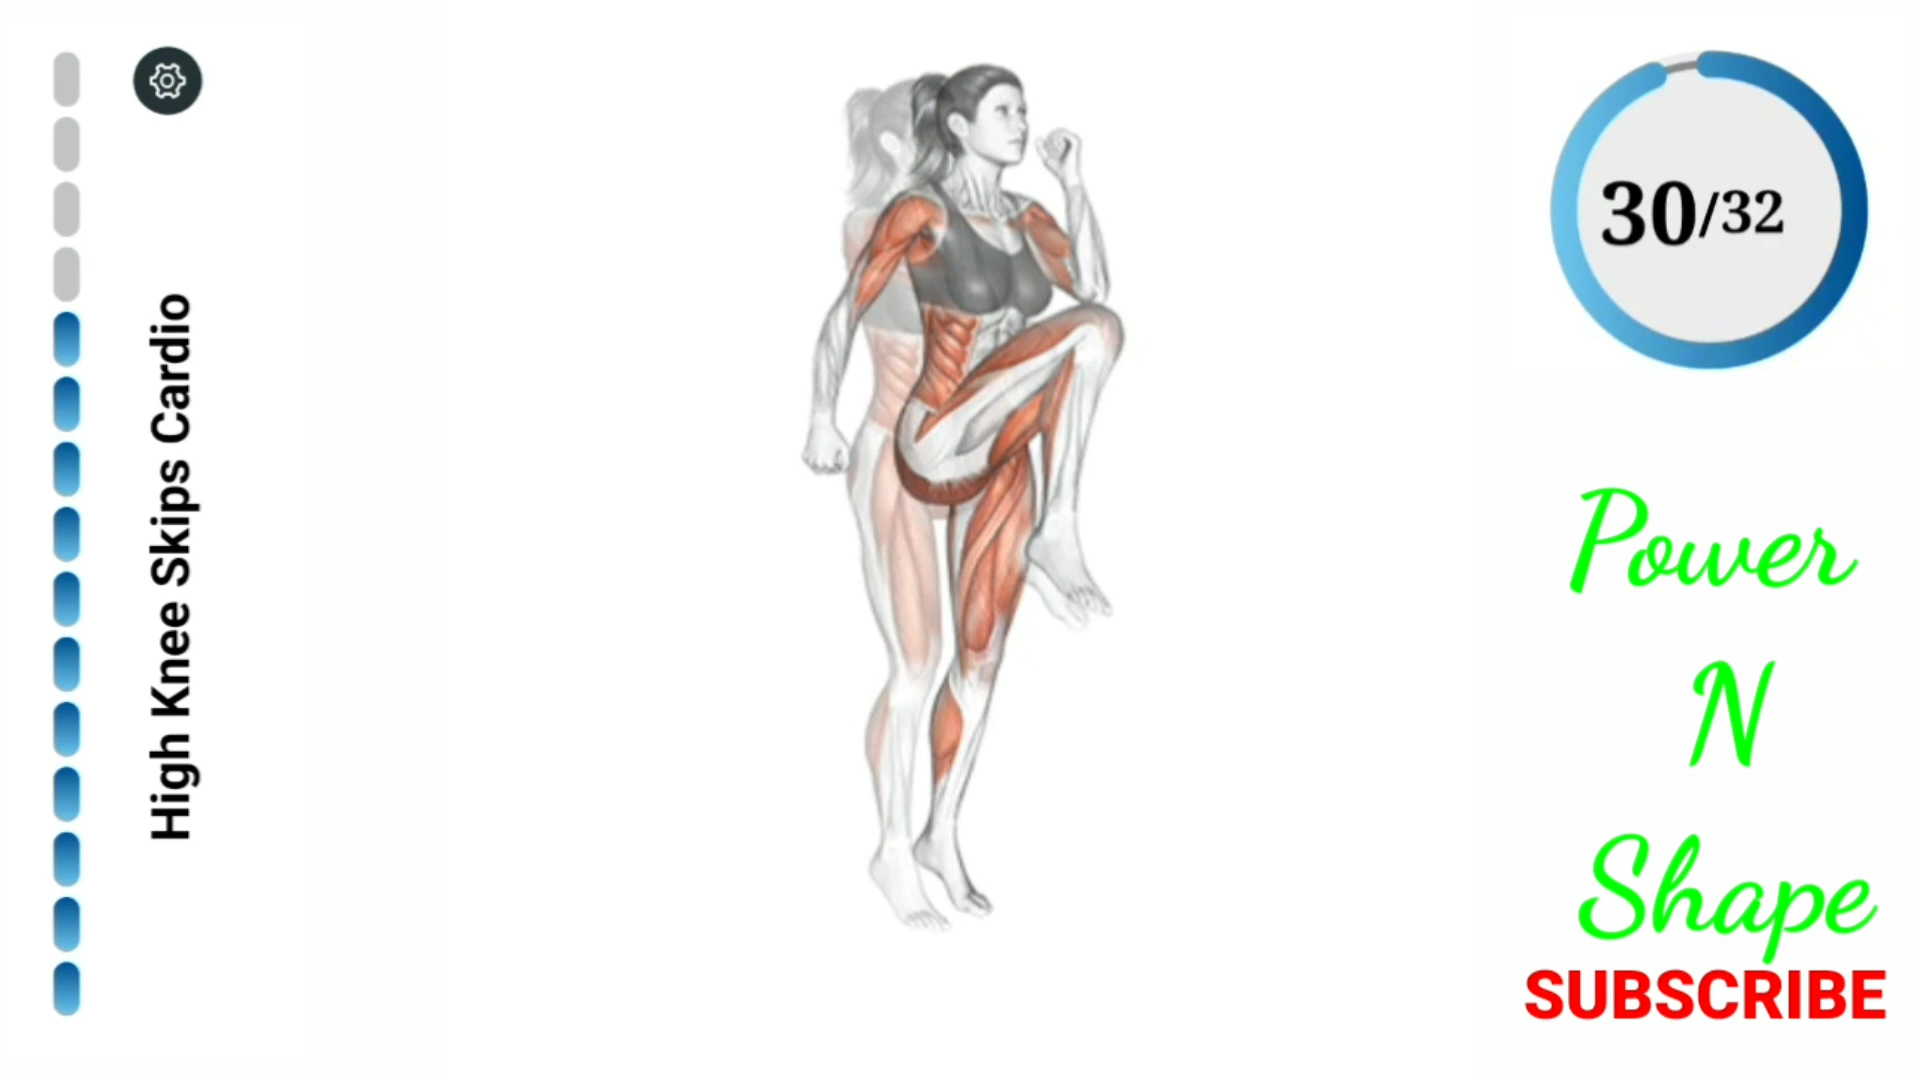 High Knee Skips Cardio
30/32
Power
N
Shape
SUBSCRIBE